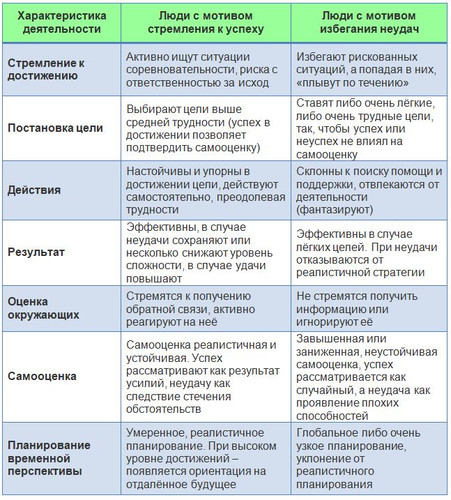 Характеристика деятельности
Люди с мотивом стремления к успеху
Люди с мотивом избегания неудач
Стремление к достижению
Активно ищут ситуации
соревновательности, риска с
ответственностью за исход
Избегают рискованных
ситуаций, а попадая в них,
«плывут по течению»
Постановка цели
Выбирают цели выше
средней трудности (успех в
достижении позволяет
подтвердить самооценку)
Ставят либо очень лёгкие,
либо очень трудные цели,
так, чтобы успех или
неуспех не влиял на
самооценку
Действия
Настойчивы и упорны в
достижении цели, действуют
самостоятельно, преодолевая
трудности
Склонны к поиску помощи и
поддержки, отвлекаются от
деятельности
(фантазируют)
Результат
Эффективны, в случае
неудачи сохраняют или
несколько снижают уровень
сложности, в случае удачи
повышают
Эффективны в случае
лёгких целей. При неудачи
отказываются от
реалистичной стратегии
Оценка
окружающих
Стремятся к получению
обратной связи, активно
реагируют на неё
Не стремятся получить
информацию или
игнорируют её
Самооценка
Самооценка реалистичная и
устойчивая. Успех
рассматривают как результат
усилий, неудачу как
следствие стечения
обстоятельств
Завышенная или
заниженная, неустойчивая
самооценка, успех
рассматривается как
случайный, а неудача как
проявление плохих
способностей
Планирование
временной
перспективы
Умеренное, реалистичное
планирование. При высоком
уровне достижений –
появляется ориентация на
отдалённое будущее
Глобальное либо очень
узкое планирование,
уклонение от
реалистичного
планирования